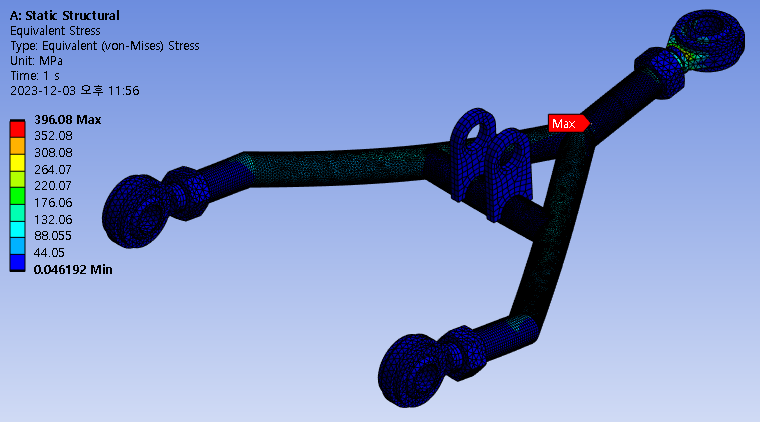 A: Static Structural
Equivalent Stress
Type: Equivalent (von-Mises) Stress
Unit: MPa
Time: 1 s
2023-12-03 오후 11:56
396.08 Max
352.08
308.08
264.07
220.07
176.06
132.06
88.055
44.05
0.046192 Min
Max